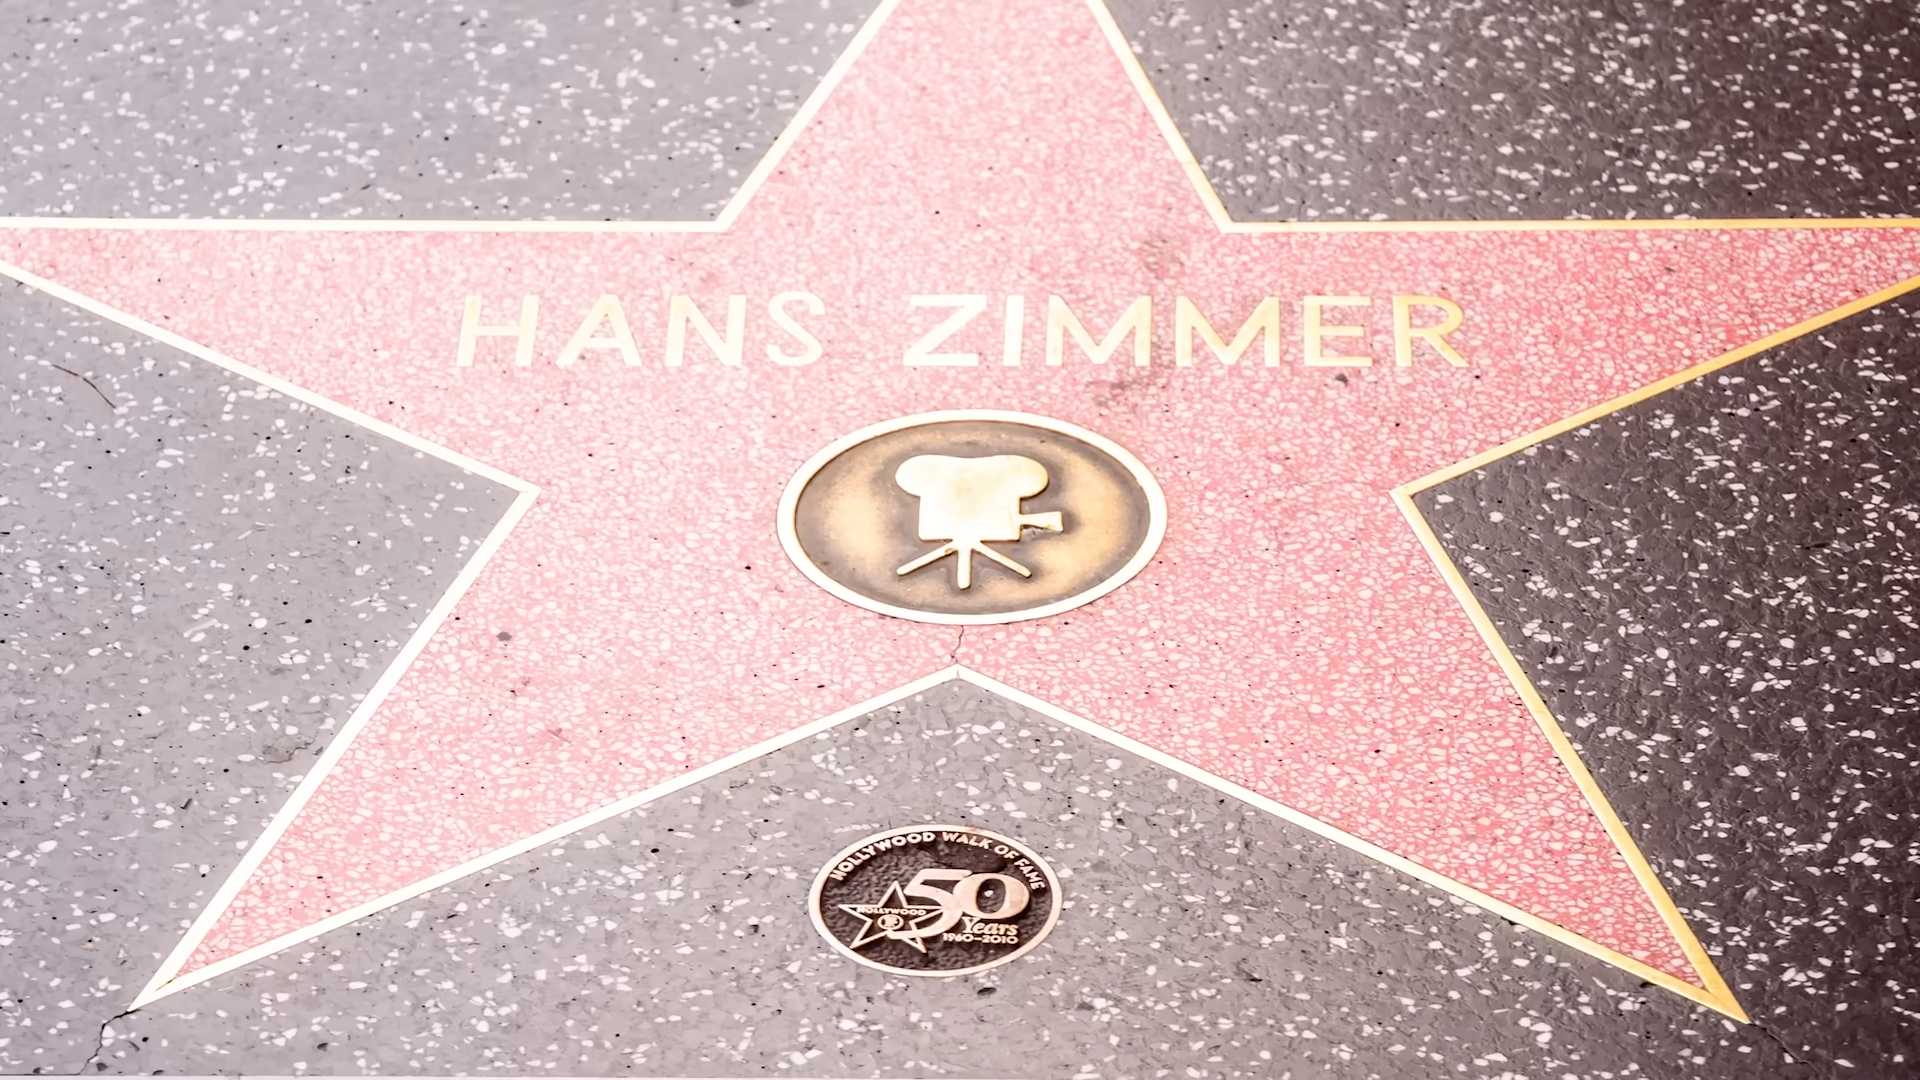 HANS ZIMMER
HOLLYWOOD WALK OF FAME
50
HOLLYWOOD
Years
1960-2010